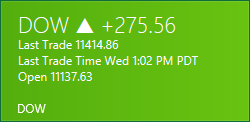 DOW ▲ +275.56
Last Trade 11414.86
Last Trade Time Wed 1:02 PM PDT
Open 11137.63
DOW